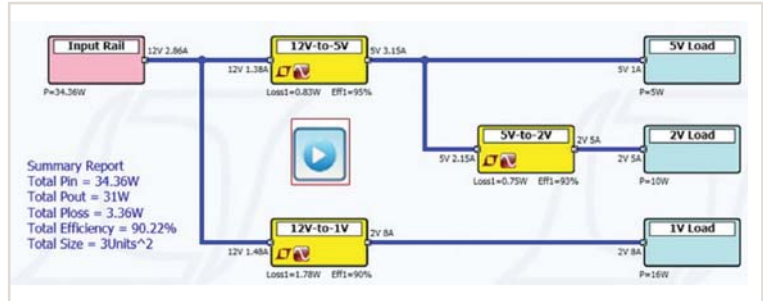 Input Rail
12V 2.86A
P=34.36W
12V 1.38A
12V-to-5V
5V 3.15A
Loss1=0.83W Eff1=95%
5V 1A
5V Load
P=5W
5V 2.15A
5V-to-2V
2V 5A
Loss1=0.75W Eff1=93%
2V 5A
2V Load
P=10W
Summary Report
Total Pin = 34.36W
Total Pout = 31W
Total Ploss = 3.36W
Total Efficiency = 90.22%
Total Size = 3Units^2
12V 1.48A
12V-to-1V
2V 8A
Loss1=1.78W Eff1=90%
2V 8A
1V Load
P=16W